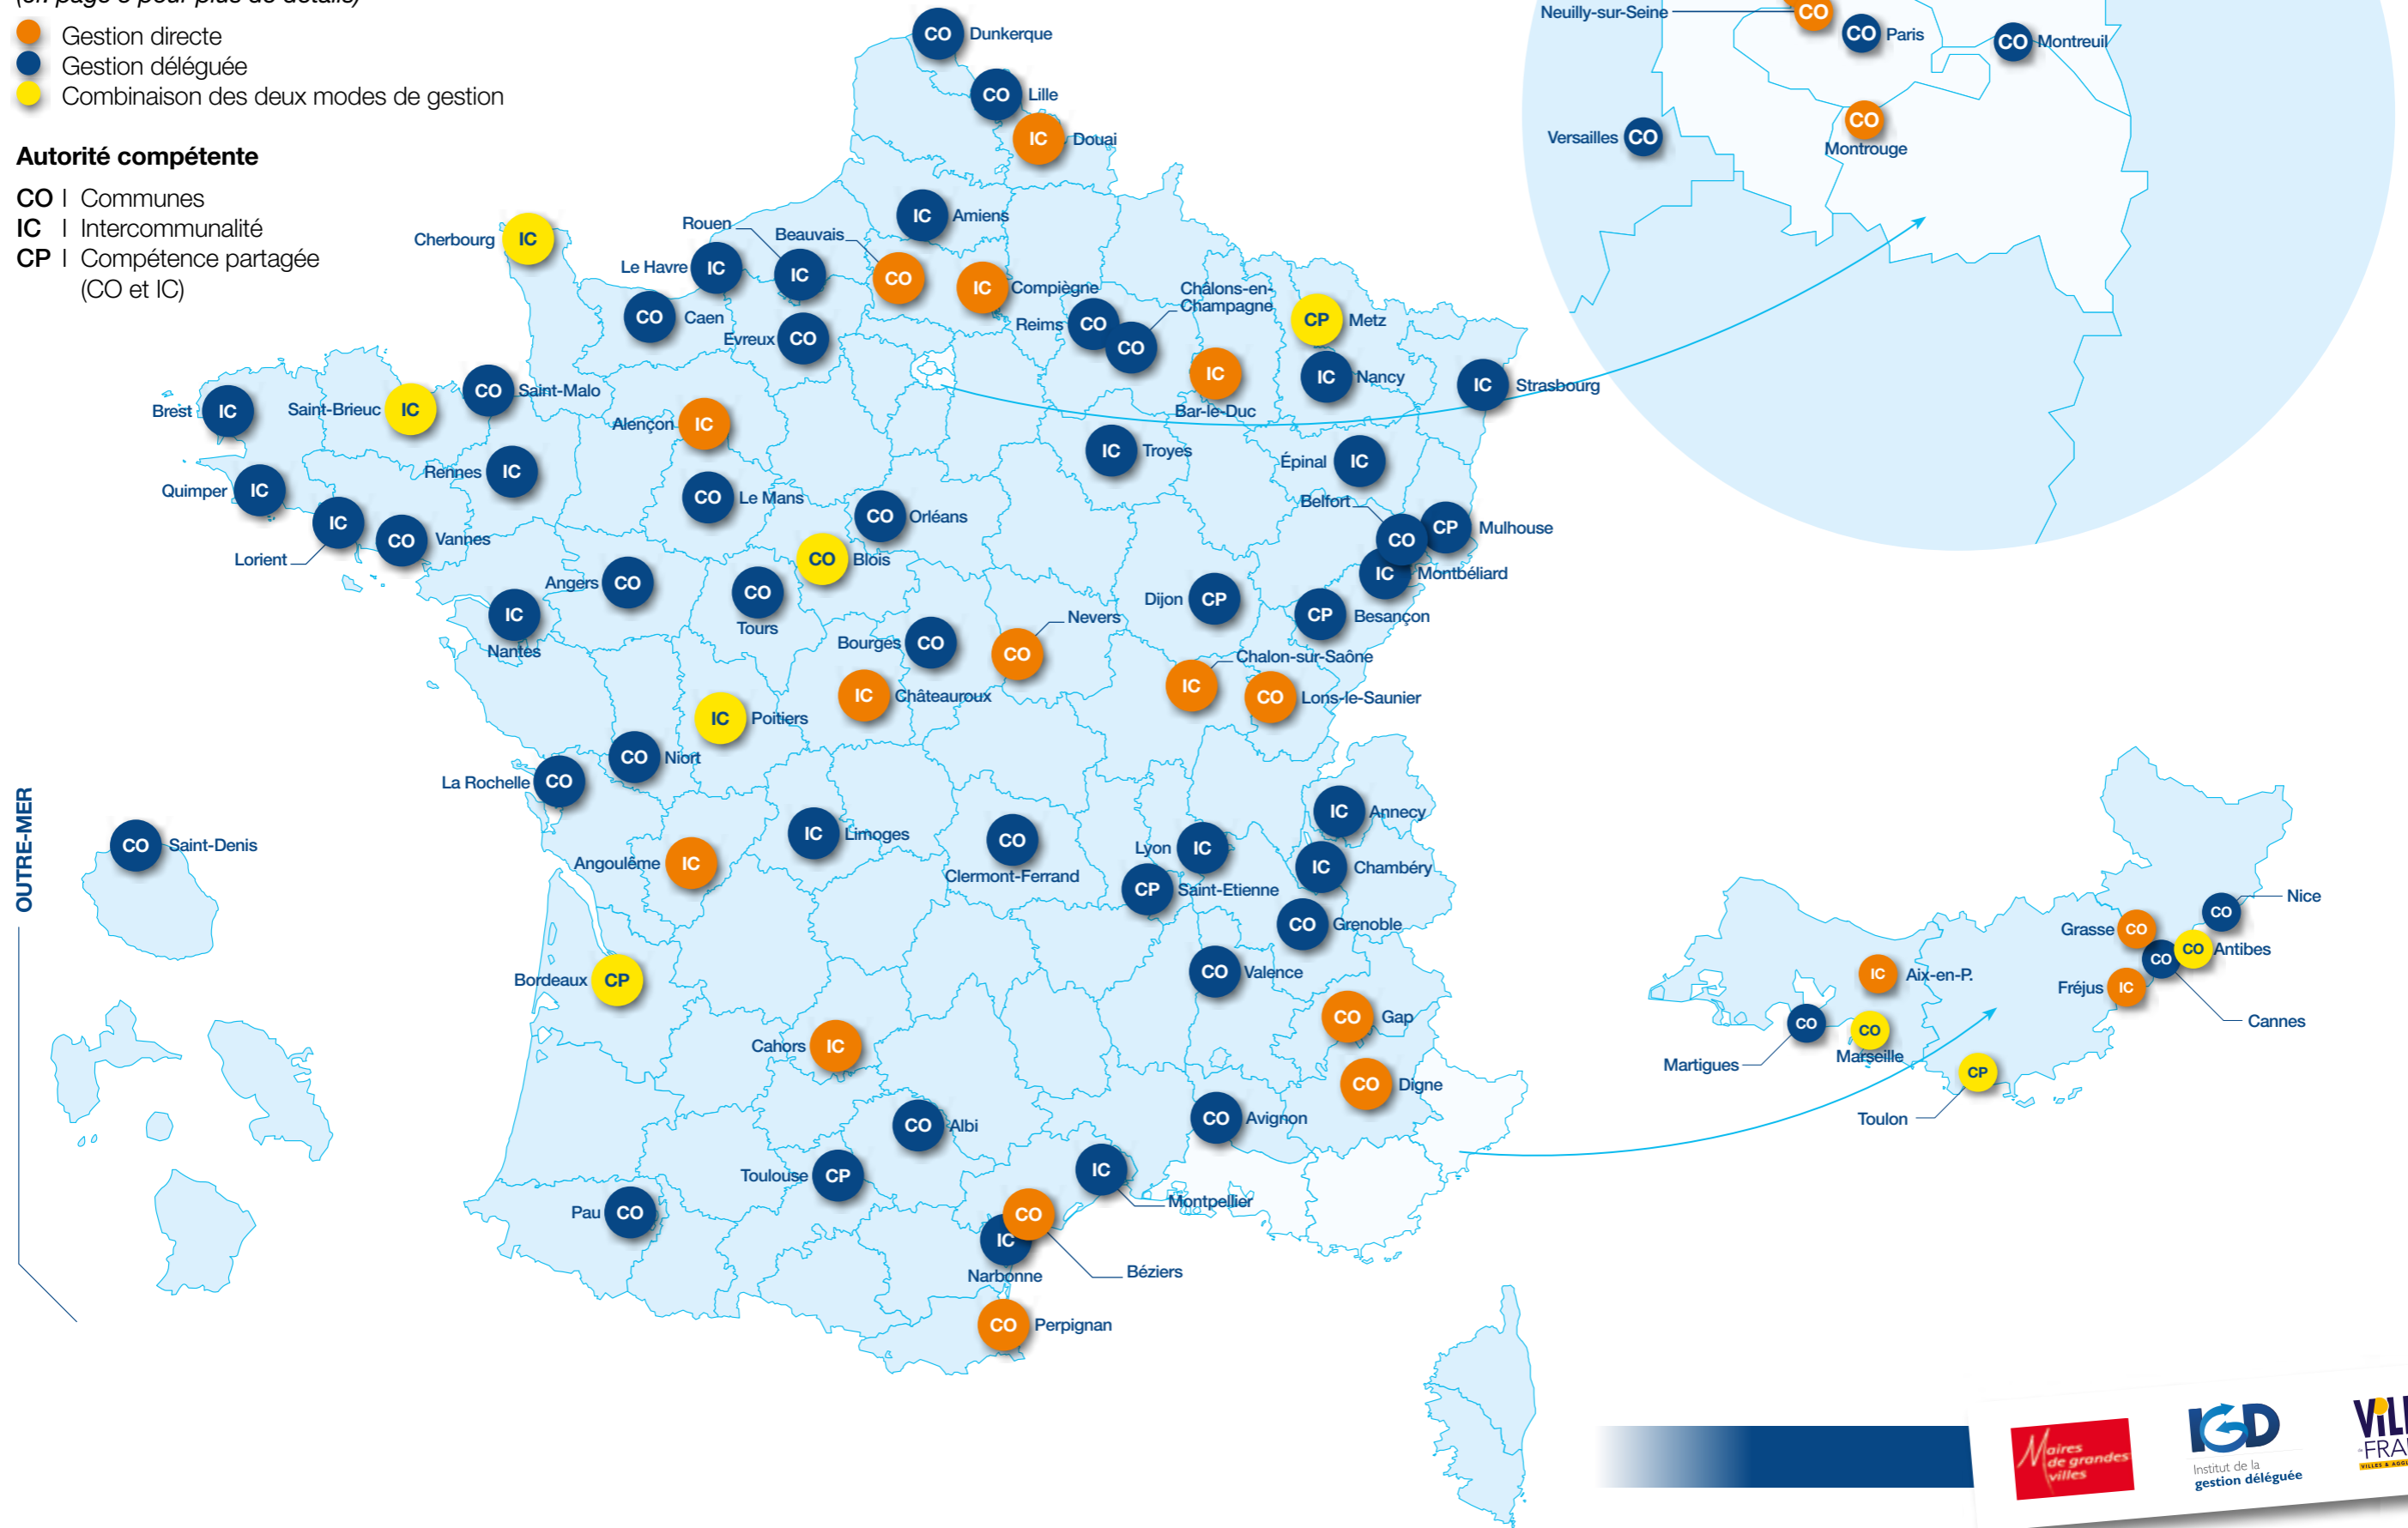 Gestion directe
Gestion déléguée
Combinaison des deux modes de gestion
Autorité compétente
CO | Communes
IC | Intercommunalité
CP | Compétence partagée
(CO et IC)
Neuilly-sur-Seine CO
CO Paris
CO Montreuil
Versailles CO
CO
Montrouge
CO Dunkerque
CO Lille
IC Douai
IC Amiens
Cherbourg IC
Rouen IC
Beauvais CO
Le Havre IC
IC Compiègne
CO Caen
Evreux CO
Reims CO
Châlons-en-
Champagne
CO
CP Metz
IC
Bar-le-Duc
IC Nancy
IC Strasbourg
Brest IC
Saint-Brieuc IC
CO Saint-Malo
Alençon IC
IC Troyes
Épinal IC
Rennes IC
Quimper IC
CO Le Mans
CO Orléans
Belfort CO
CP Mulhouse
IC Montbéliard
IC
Lorient
CO Vannes
CO Blois
Angers CO
CO
Tours
Dijon CP
CP Besançon
IC
Nantes
Bourges CO
Nevers
CO
Chalon-sur-Saône
IC
CO Lons-le-Saunier
IC Châteauroux
IC Poitiers
CO Niort
La Rochelle CO
OUTRE-MER
CO Saint-Denis
IC Limoges
Angoulême IC
CO
Clermont-Ferrand
Lyon IC
CP Saint-Etienne
IC Annecy
IC Chambéry
CO Grenoble
CO Valence
Bordeaux CP
Cahors IC
CO Gap
CO Digne
CO Avignon
CO Albi
Toulouse CP
Pau CO
IC
Montpellier
CO
Béziers
IC
Narbonne
CO Perpignan
CO Nice
Grasse CO
CO Antibes
CO
Cannes
Fréjus IC
IC Aix-en-P.
CO
Martigues
CO
Marseille
CP
Toulon
Maires
de grandes
villes
IGD
Institut de la
gestion déléguée